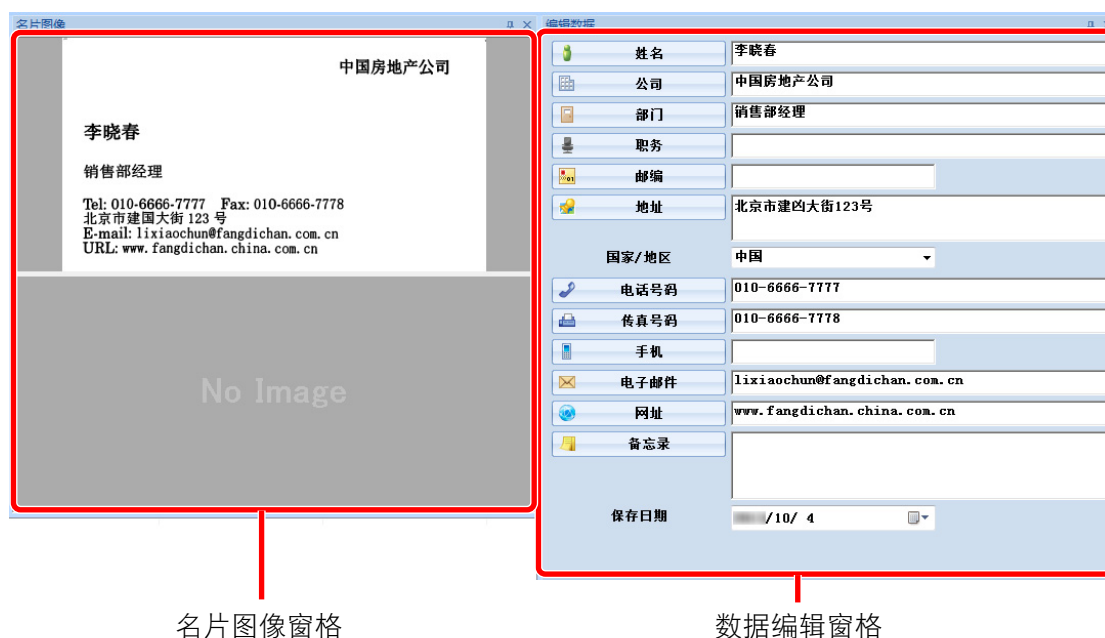 名片图像
中国房地产公司
李晓春
销售部经理
Tel: 010-6666-7777 Fax: 010-6666-7778
北京市建国大街 123 号
E-mail: lixiaochun@fangdichan. com. cn
URL: www. fangdichan. china. com. cn
No Image
编辑数据
姓名 李晓春
公司 中国房地产公司
部门 销售部经理
职务
邮编
地址 北京市建凶大街123号
国家/地区 中国
电话号码 010-6666-7777
传真号码 010-6666-7778
手机
电子邮件 lixiaochun@fangdichan.com.cn
网址 www.fangdichan.china.com.cn
备忘录
保存日期 /10/ 4
名片图像窗格
数据编辑窗格